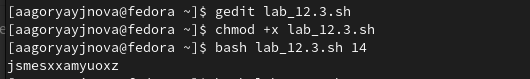 [aagoryayjnova@fedora ~]$ gedit lab_12.3.sh
[aagoryayjnova@fedora ~]$ chmod +x lab_12.3.sh
[aagoryayjnova@fedora ~]$ bash lab_12.3.sh 14
jsmesxxamyuoxz